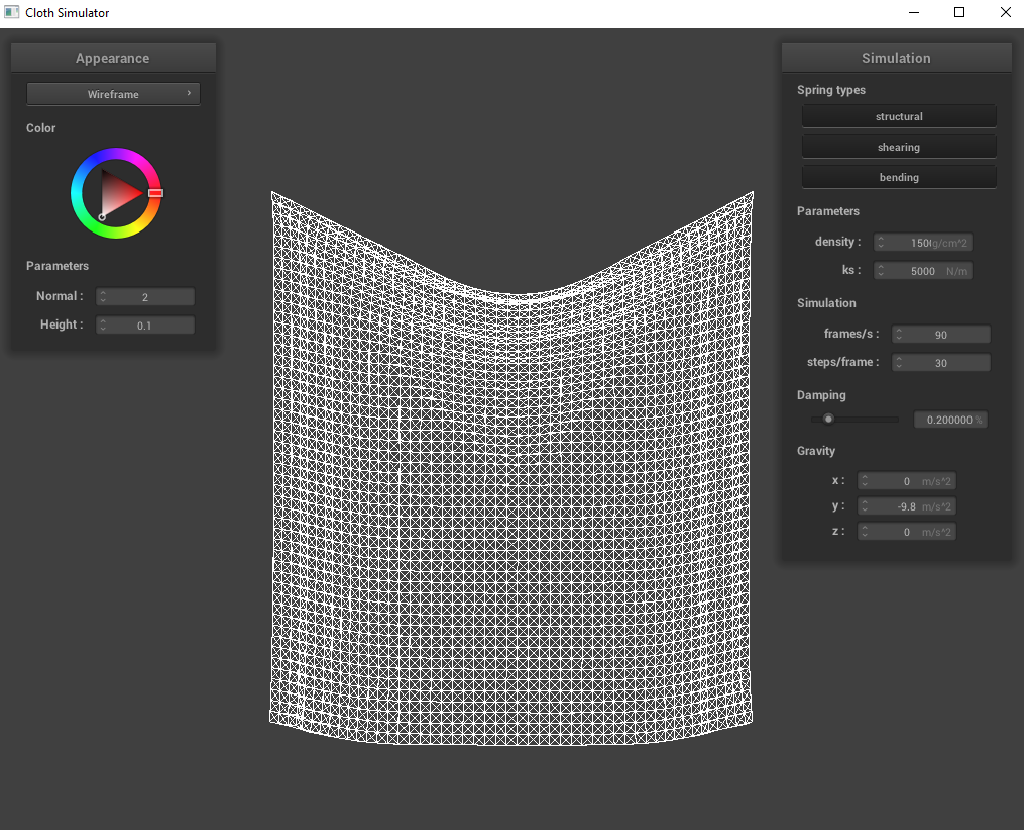 Cloth Simulator
Appearance
Wireframe
Color
Parameters
Normal : 2
Height : 0.1
Simulation
Spring types
structural
shearing
bending
Parameters
density : g/cm^2
ks : 5000 N/m
Simulation
frames/s : 90
steps/frame : 30
Damping
0.200000 %
Gravity
x : 0 m/s^2
y : -9.8 m/s^2
z : 0 m/s^2